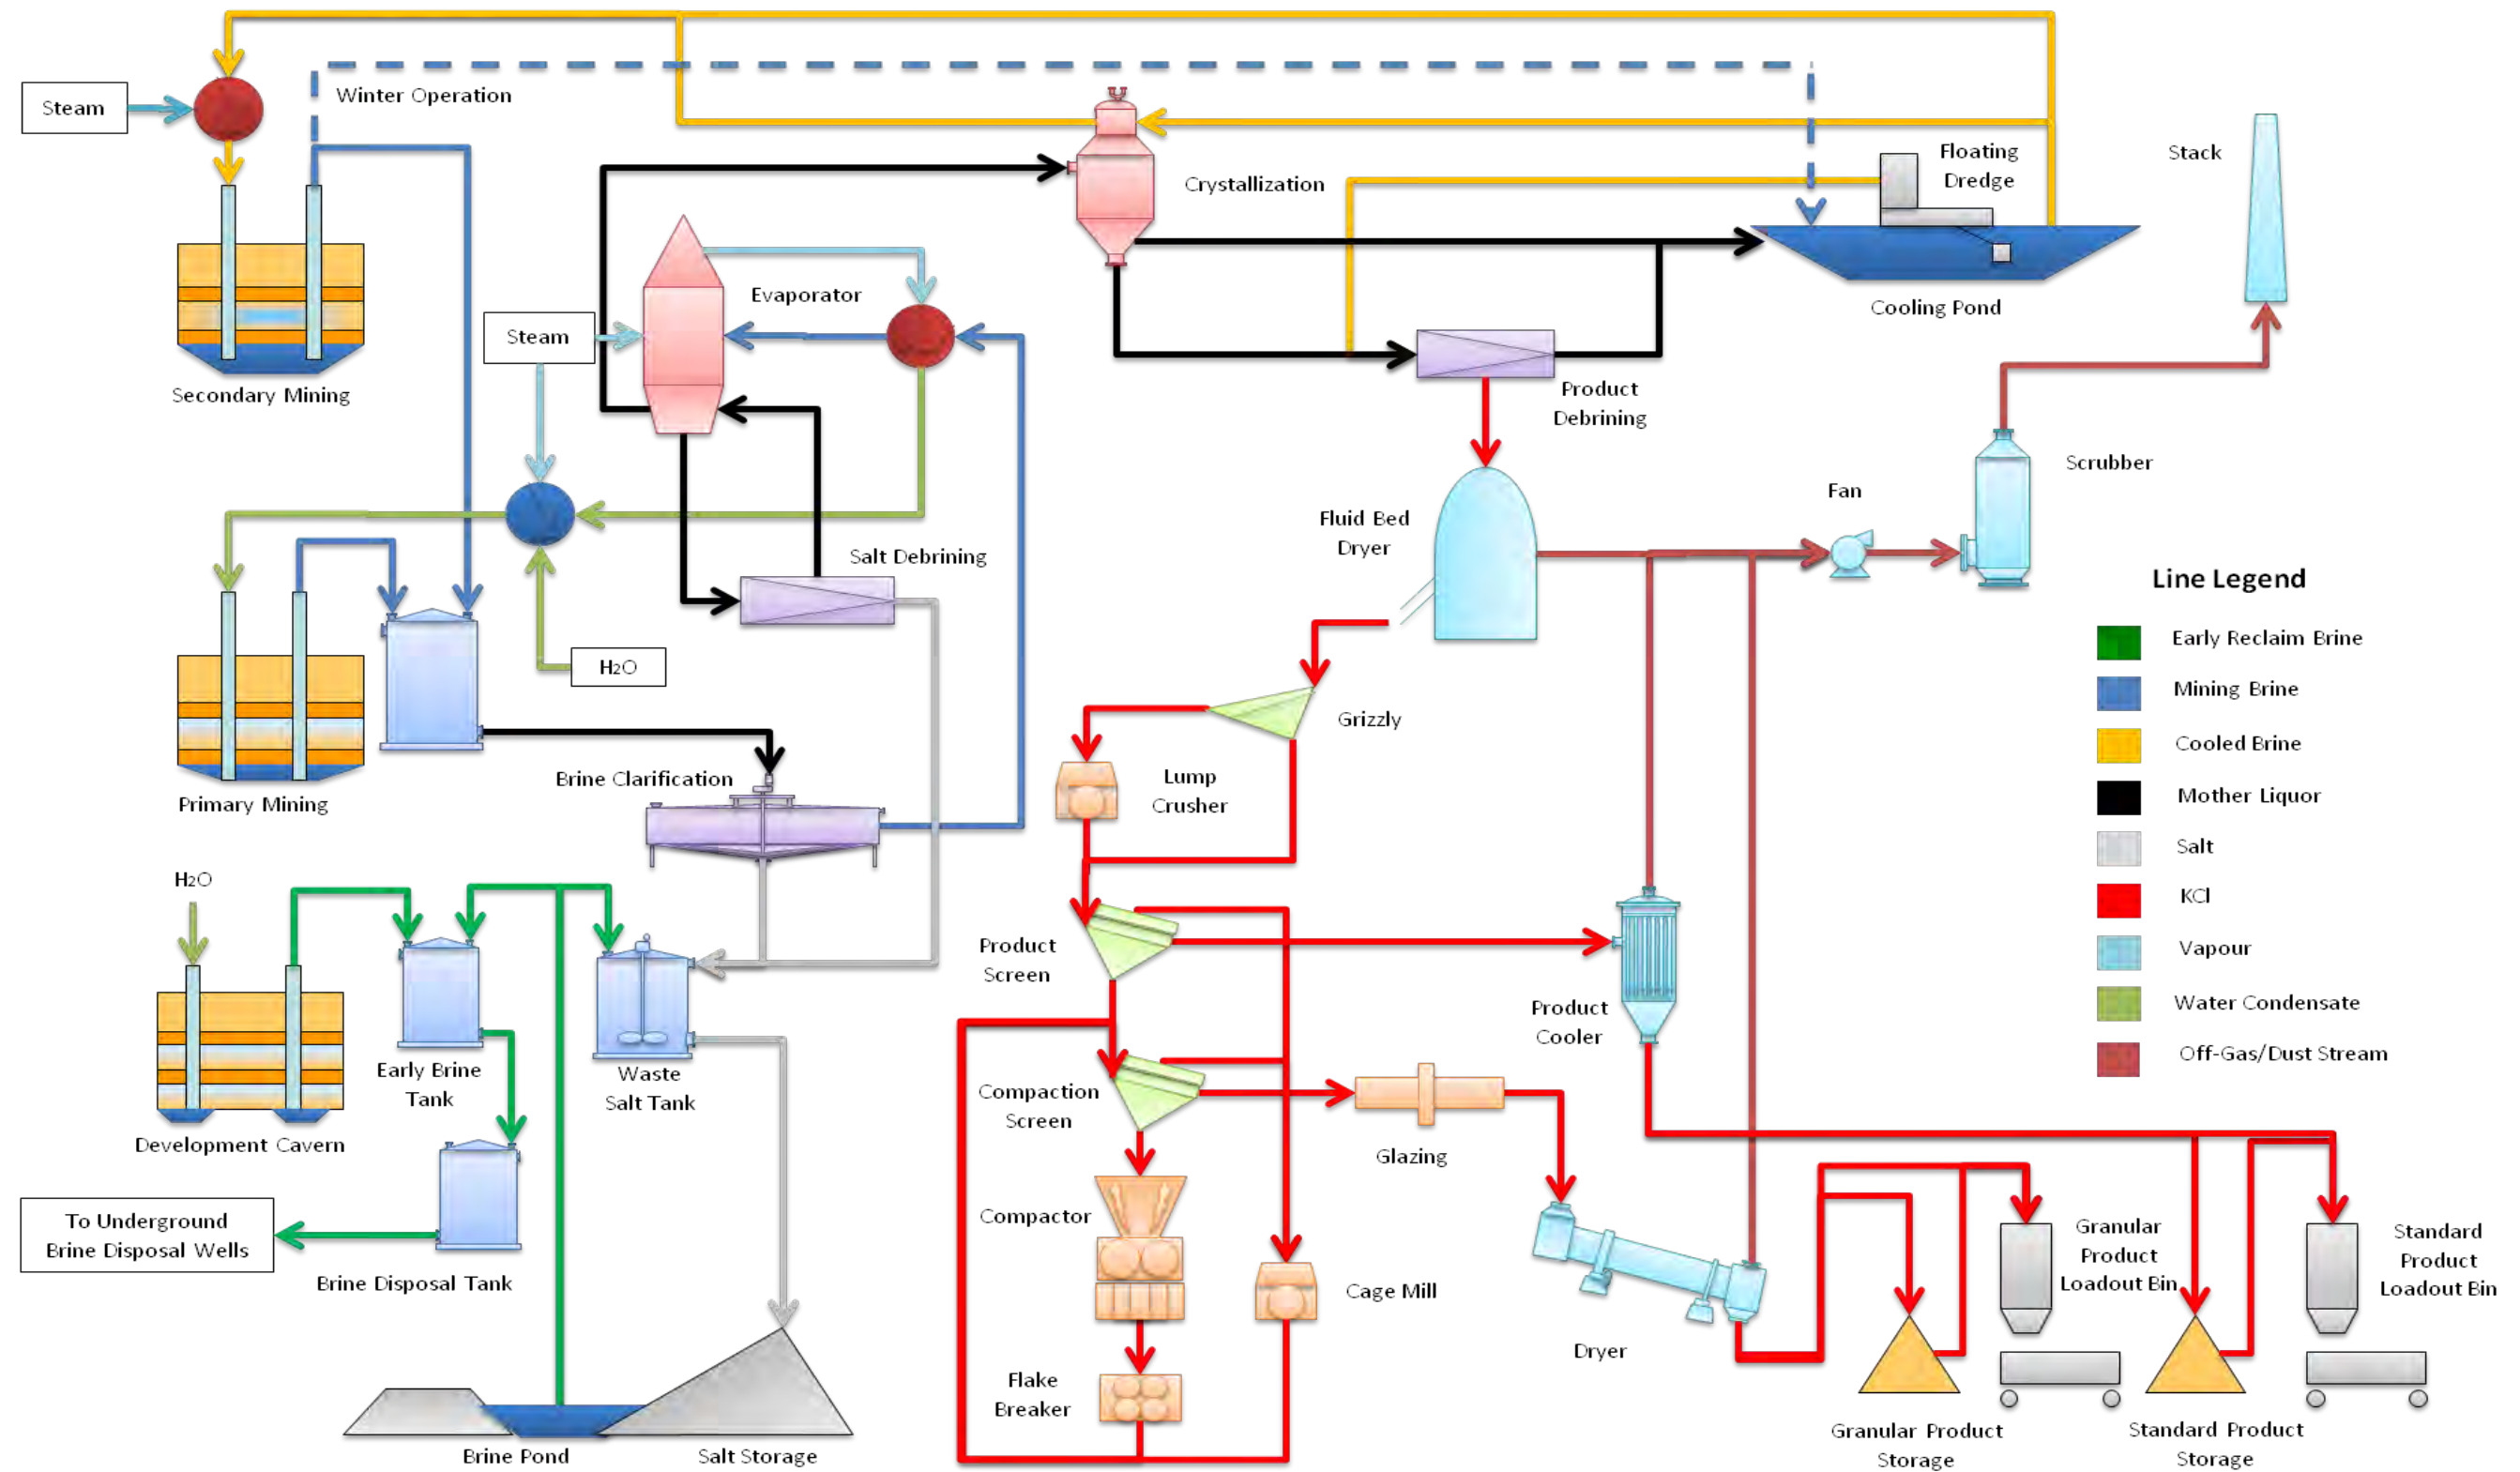 Steam
Winter Operation
Floating
Dredge
Stack
Crystallization
Evaporator
Cooling Pond
Steam
Secondary Mining
Product
Debrining
Scrubber
Fan
Fluid Bed
Dryer
Salt Debrining
Line Legend
Early Reclaim Brine
H2O
Mining Brine
Grizzly
Cooled Brine
Brine Clarification
Lump
Crusher
Mother Liquor
Primary Mining
Salt
H2O
KCl
Product
Screen
Vapour
Product
Cooler
Water Condensate
Off-Gas/Dust Stream
Early Brine
Tank
Waste
Salt Tank
Compaction
Screen
Development Cavern
Glazing
To Underground
Brine Disposal Wells
Compactor
Granular
Product
Loadout Bin
Standard
Product
Loadout Bin
Brine Disposal Tank
Cage Mill
Dryer
Flake
Breaker
Brine Pond
Salt Storage
Granular Product
Storage
Standard Product
Storage